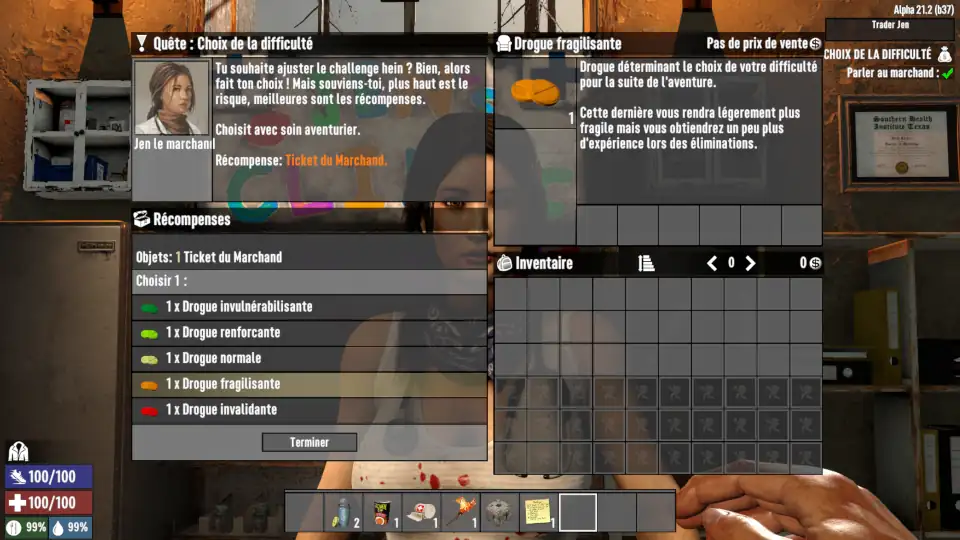 Alpha 21.2 (b37)
Trader Jen
CHOIX DE LA DIFFICULTÉ
Parler au marchand :
Quête : Choix de la difficulté
Tu souhaite ajuster le challenge hein ? Bien, alors
fait ton choix ! Mais souviens-toi, plus haut est le
risque, meilleures sont les récompenses.
Choisit avec soin aventurier.
Récompense: Ticket du Marchand.
Jen le marchand
Récompenses
Objets: 1 Ticket du Marchand
Choisir 1 :
1 x Drogue invulnérabilisante
1 x Drogue renforcante
1 x Drogue normale
1 x Drogue fragilisante
1 x Drogue invalidante
Terminer
Drogue fragilisante
Pas de prix de vente
1
Drogue déterminant le choix de votre difficulté
pour la suite de l'aventure.
Cette dernière vous rendra légerement plus
fragile mais vous obtiendrez un peu plus
d'expérience lors des éliminations.
Inventaire
0
0
Southern Health
Institute Texas
100/100
100/100
99%
99%
2
1
1
1
1